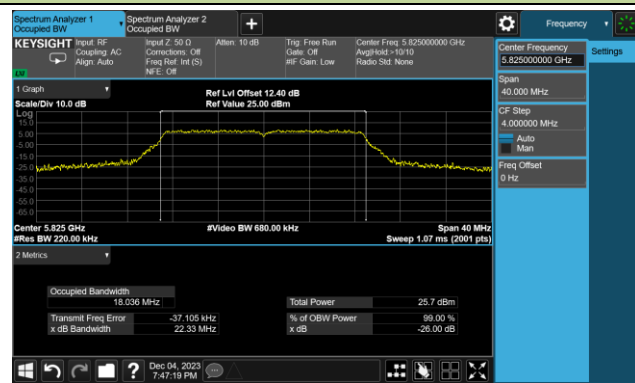 Spectrum Analyzer 1
Occupied BW
Spectrum Analyzer 2
Occupied BW
Frequency
KEYSIGHT
Input: RF
Coupling: AC
Align: Auto
Input Z: 50 Ω
Corrections: Off
Freq Ref: Int (S)
NFE: Off
Atten: 10 dB
Trig: Free Run
Gate: Off
#IF Gain: Low
Center Freq: 5.825000000 GHz
Avg|Hold:>10/10
Radio Std: None
Center Frequency
5.825000000 GHz
Settings
Span
40.000 MHz
CF Step
4.000000 MHz
Auto
Man
Freq Offset
0 Hz
1 Graph
Scale/Div 10.0 dB
Ref Lvl Offset 12.40 dB
Ref Value 25.00 dBm
Log
15.0
5.00
-5.00
-15.0
-25.0
-35.0
-45.0
-55.0
-65.0
Center 5.825 GHz
#Video BW 680.00 kHz
Span 40 MHz
#Res BW 220.00 kHz
Sweep 1.07 ms (2001 pts)
2 Metrics
Occupied Bandwidth
18.036 MHz
Total Power
25.7 dBm
Transmit Freq Error
-37.105 kHz
% of OBW Power
99.00 %
x dB Bandwidth
22.33 MHz
x dB
-26.00 dB
?
Dec 04, 2023
7:47:19 PM